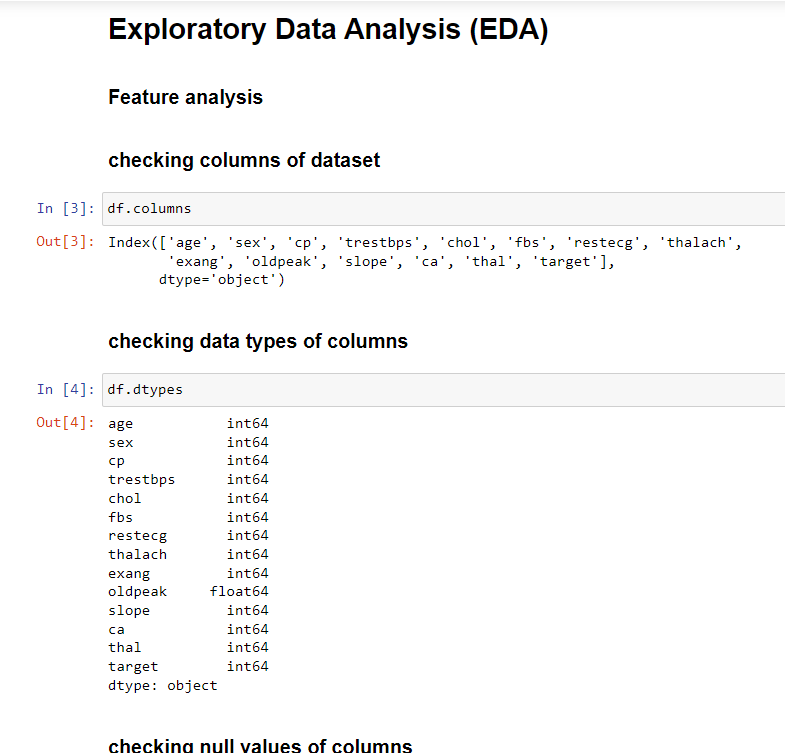 Exploratory Data Analysis (EDA)
Feature analysis
checking columns of dataset
In [3]: df.columns
Out[3]: Index(['age', 'sex', 'cp', 'trestbps', 'chol', 'fbs', 'restecg', 'thalach',
'exang', 'oldpeak', 'slope', 'ca', 'thal', 'target'],
dtype='object')
checking data types of columns
In [4]: df.dtypes
Out[4]: age int64
sex int64
cp int64
trestbps int64
chol int64
fbs int64
restecg int64
thalach int64
exang int64
oldpeak float64
slope int64
ca int64
thal int64
target int64
dtype: object
checking null values of columns